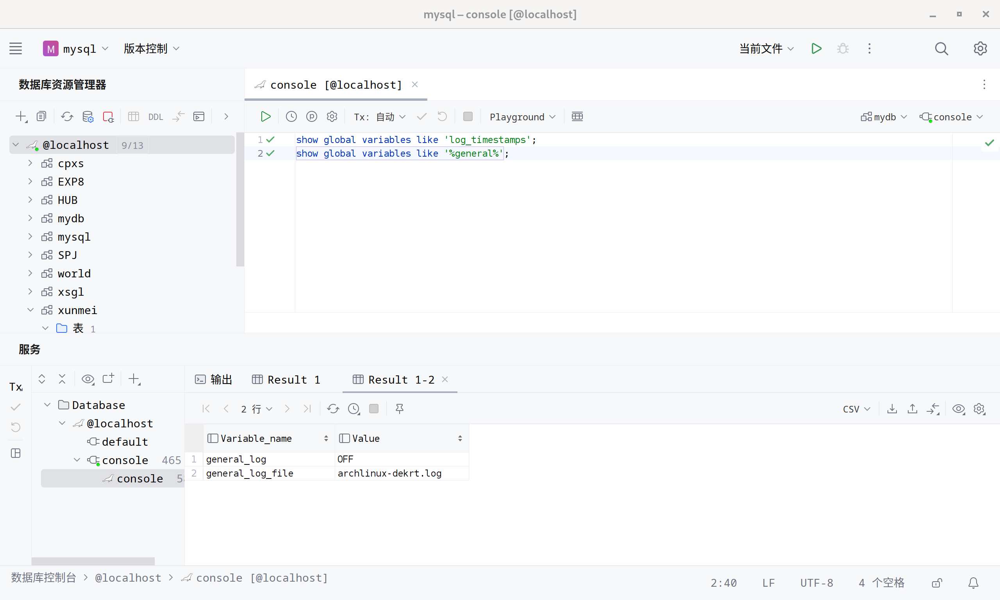 mysql – console [@localhost]
M mysql 版本控制 当前文件
数据库资源管理器
console [@localhost]
DDL
Tx: 自动 Playground mydb console
@localhost 9/13
cpxs
EXP8
HUB
mydb
mysql
SPJ
world
xsgl
xunmei
表 1
1 show global variables like 'log_timestamps';
2 show global variables like '%general%';
服务
Tx
Database
@localhost
default
console 465
console
输出 Result 1 Result 1-2
2 行 CSV
Variable_name Value
1 general_log OFF
2 general_log_file archlinux-dekrt.log
数据库控制台 @localhost console [@localhost]
2:40 LF UTF-8 4 个空格